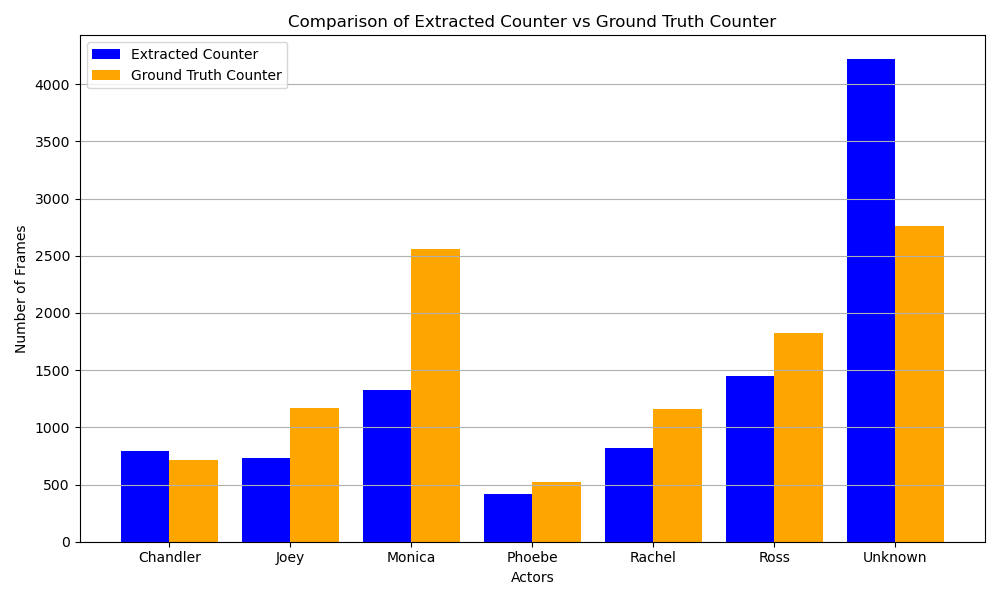 Comparison of Extracted Counter vs Ground Truth Counter
Extracted Counter
Ground Truth Counter
Number of Frames
4000
3500
3000
2500
2000
1500
1000
500
0
Chandler Joey Monica Phoebe Rachel Ross Unknown
Actors